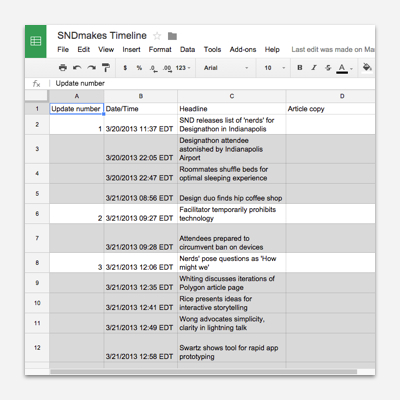 SNDmakes Timeline
File Edit View Insert Format Data Tools Add-ons Help Last edit was made on Ma
$ % .0 .00 123 Arial 10 B I S A
fx Update number
A B C D
1 Update number Date/Time Headline Article copy
SND releases list of 'nerds' for
2 1 3/20/2013 11:37 EDT Designathon in Indianapolis
Designathon attendee
astonished by Indianapolis
3 3/20/2013 22:05 EDT Airport
Roommates shuffle beds for
4 3/20/2013 22:47 EDT optimal sleeping experience
5 3/21/2013 08:56 EDT Design duo finds hip coffee shop
Facilitator temporarily prohibits
6 2 3/21/2013 09:27 EDT technology
Attendees prepared to
7 3/21/2013 09:28 EDT circumvent ban on devices
Nerds' pose questions as 'How
8 3 3/21/2013 12:06 EDT might we'
Whiting discusses iterations of
9 3/21/2013 12:35 EDT Polygon article page
Rice presents ideas for
10 3/21/2013 12:41 EDT interactive storytelling
Wong advocates simplicity,
11 3/21/2013 12:49 EDT clarity in lightning talk
Swartz shows tool for rapid app
12 3/21/2013 12:58 EDT prototyping